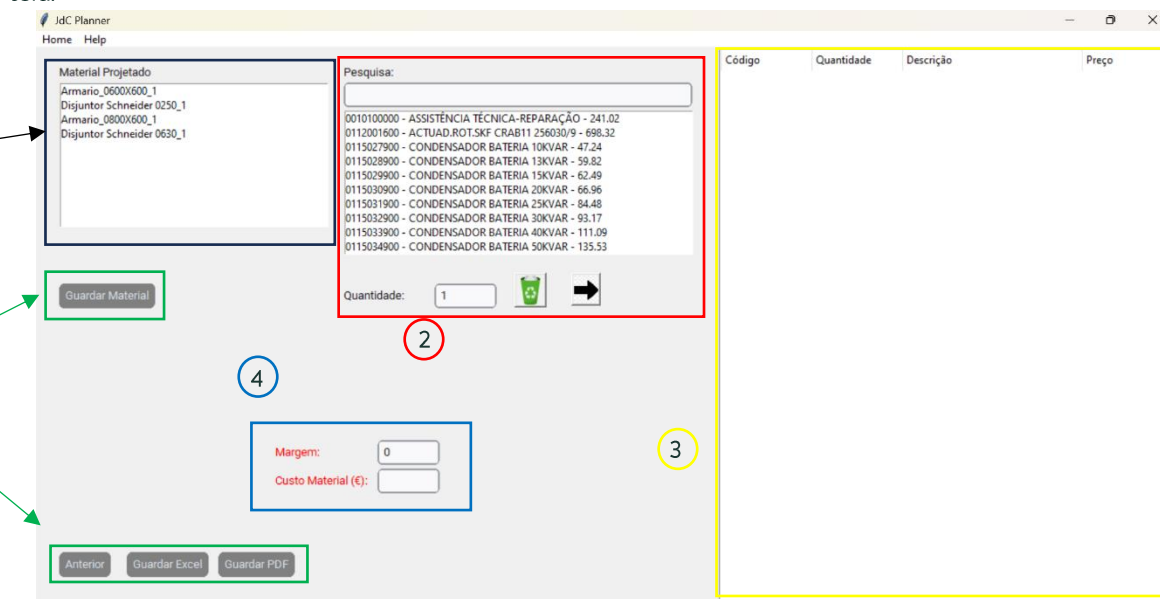 JdC Planner
Home Help
Material Projetado
Armario_0600X600_1
Disjuntor Schneider 0250_1
Armario_0800X600_1
Disjuntor Schneider 0630_1
Pesquisa:
0010100000 - ASSISTÊNCIA TÉCNICA-REPARAÇÃO - 241.02
0112001600 - ACTUAD.ROT.SKF CRAB11 256030/9 - 698.32
0115027900 - CONDENSADOR BATERIA 10KVAR - 47.24
0115028900 - CONDENSADOR BATERIA 13KVAR - 59.82
0115029900 - CONDENSADOR BATERIA 15KVAR - 62.49
0115030900 - CONDENSADOR BATERIA 20KVAR - 66.96
0115031900 - CONDENSADOR BATERIA 25KVAR - 84.48
0115032900 - CONDENSADOR BATERIA 30KVAR - 93.17
0115033900 - CONDENSADOR BATERIA 40KVAR - 111.09
0115034900 - CONDENSADOR BATERIA 50KVAR - 135.53
Quantidade: 1
2
Código Quantidade Descrição Preço
3
Guardar Material
4
Margem: 0
Custo Material (€):
Anterior Guardar Excel Guardar PDF